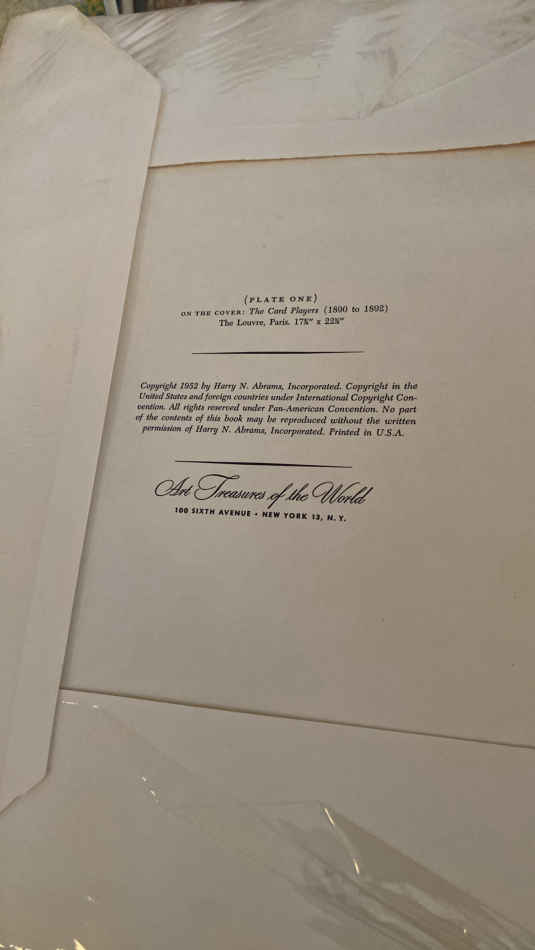 (PLATE ONE)
ON THE COVER: The Card Players (1890 to 1892)
The Louvre, Paris. 17¾" x 22⅜"
Copyright 1952 by Harry N. Abrams, Incorporated. Copyright in the
United States and foreign countries under International Copyright Con-
vention. All rights reserved under Pan-American Convention. No part
of the contents of this book may be reproduced without the written
permission of Harry N. Abrams, Incorporated. Printed in U.S.A.
Art Treasures of the World
100 SIXTH AVENUE • NEW YORK 13, N. Y.